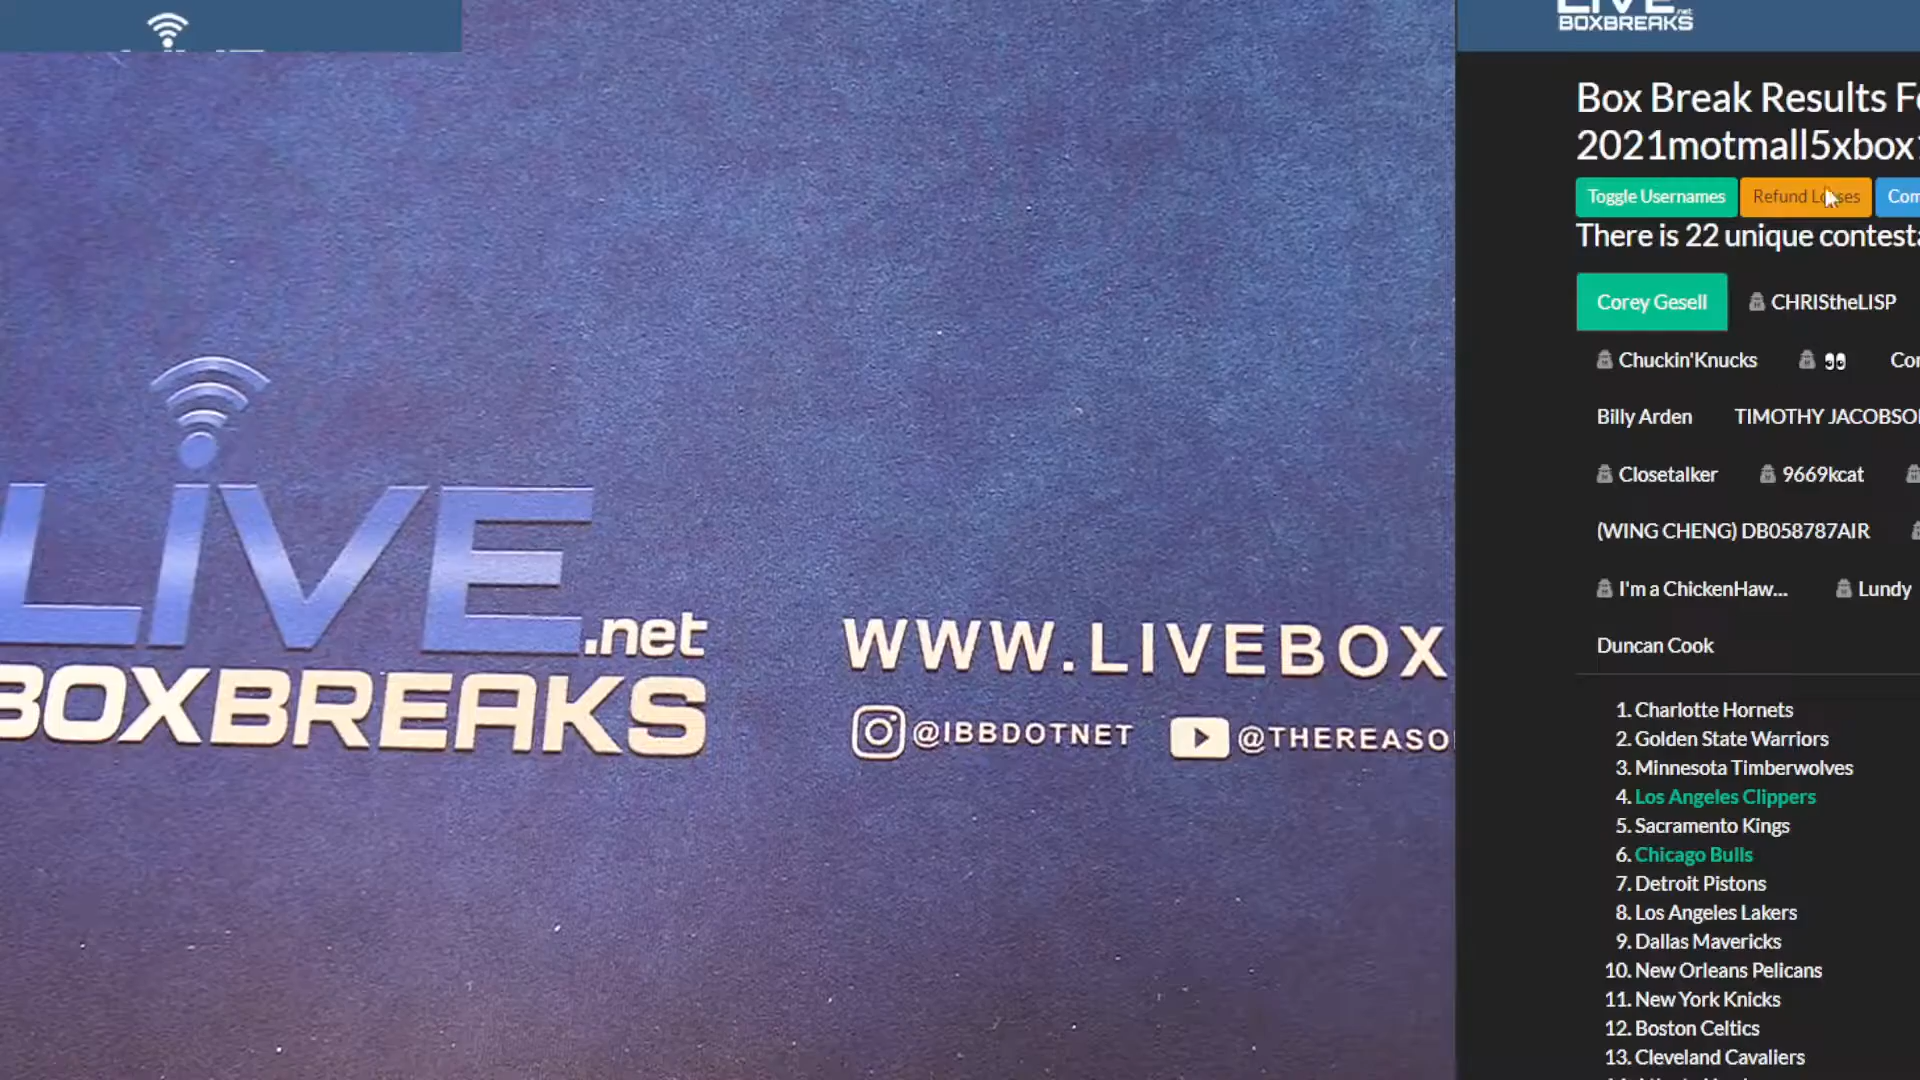 LIVE.net
BOXBREAKS
Box Break Results
2021motmall5xbox
Toggle Usernames
Refund
There is 22 unique
Corey Gesell
CHRIStheLISP
Chuckin'Knucks
Billy Arden
TIMOTHY JACOBSO
Closetalker
9669kcat
(WING CHENG) DB058787AIR
I'm a ChickenHaw...
Lundy
Duncan Cook
1. Charlotte Hornets
2. Golden State Warriors
3. Minnesota Timberwolves
4. Los Angeles Clippers
5. Sacramento Kings
6. Chicago Bulls
7. Detroit Pistons
8. Los Angeles Lakers
9. Dallas Mavericks
10. New Orleans Pelicans
11. New York Knicks
12. Boston Celtics
13. Cleveland Cavaliers
LIVE.net
BOXBREAKS
WWW.LIVEBOX
@IBBDOTNET
@THEREASO